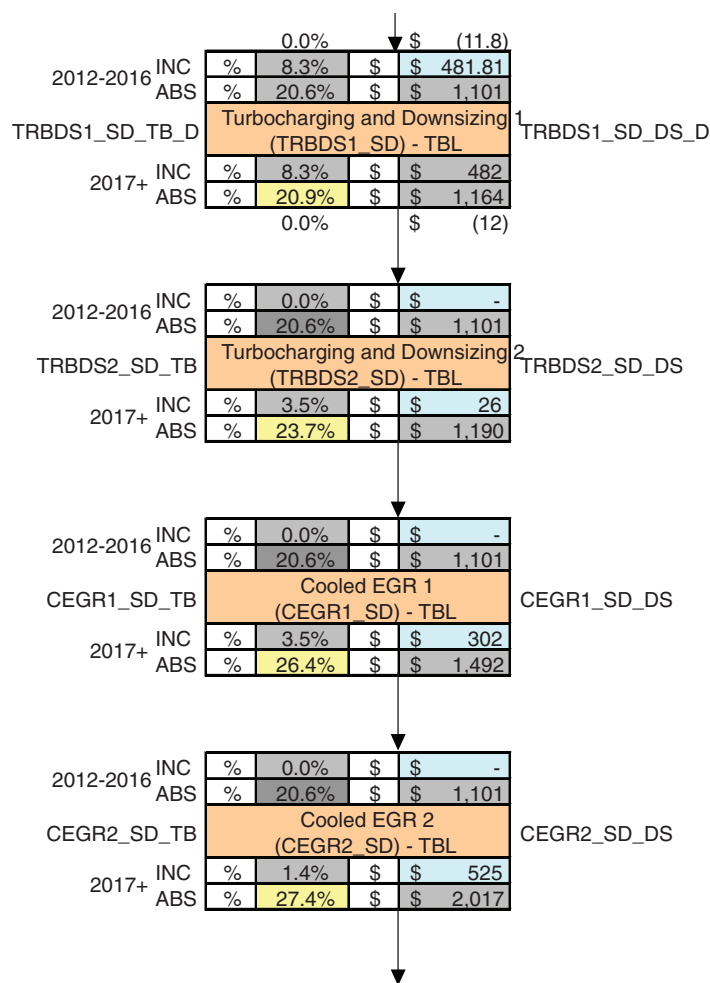 0.0% $ (11.8)
2012-2016 INC % 8.3% $ $ 481.81
ABS % 20.6% $ $ 1,101
TRBDS1_SD_TB_D Turbocharging and Downsizing 1 TRBDS1_SD_DS_D
(TRBDS1_SD) - TBL
2017+ INC % 8.3% $ $ 482
ABS % 20.9% $ $ 1,164
0.0% $ (12)
2012-2016 INC % 0.0% $ $ -
ABS % 20.6% $ $ 1,101
TRBDS2_SD_TB Turbocharging and Downsizing 2 TRBDS2_SD_DS
(TRBDS2_SD) - TBL
2017+ INC % 3.5% $ $ 26
ABS % 23.7% $ $ 1,190
2012-2016 INC % 0.0% $ $ -
ABS % 20.6% $ $ 1,101
CEGR1_SD_TB Cooled EGR 1 CEGR1_SD_DS
(CEGR1_SD) - TBL
2017+ INC % 3.5% $ $ 302
ABS % 26.4% $ $ 1,492
2012-2016 INC % 0.0% $ $ -
ABS % 20.6% $ $ 1,101
CEGR2_SD_TB Cooled EGR 2 CEGR2_SD_DS
(CEGR2_SD) - TBL
2017+ INC % 1.4% $ $ 525
ABS % 27.4% $ $ 2,017